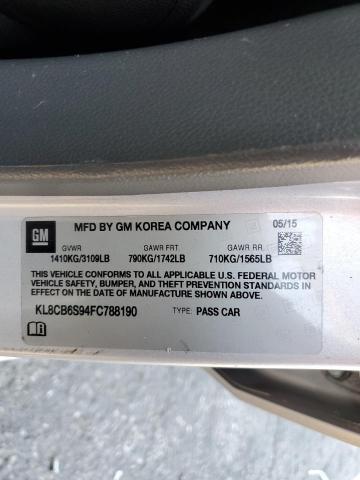 GM
MFD BY GM KOREA COMPANY
05/15
GVWR GAWR FRT. GAWR RR.
1410KG/3109LB 790KG/1742LB 710KG/1565LB
THIS VEHICLE CONFORMS TO ALL APPLICABLE U.S. FEDERAL MOTOR
VEHICLE SAFETY, BUMPER, AND THEFT PREVENTION STANDARDS IN
EFFECT ON THE DATE OF MANUFACTURE SHOWN ABOVE.
KL8CB6S94FC788190 TYPE: PASS CAR